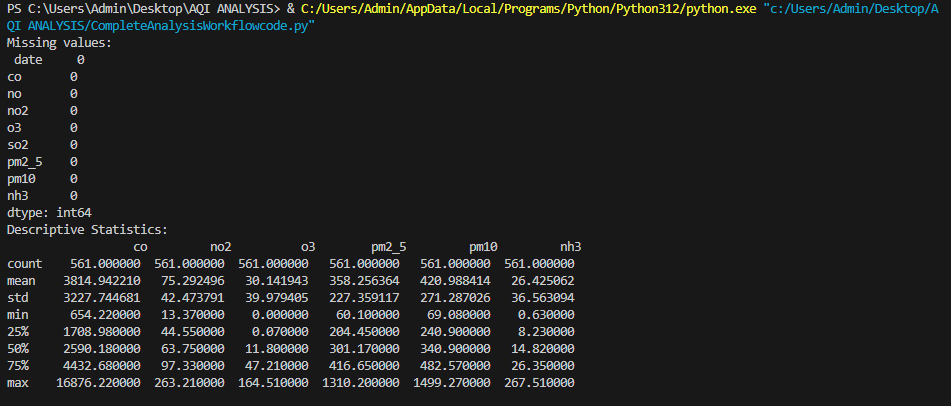 PS C:\Users\Admin\Desktop\AQI ANALYSIS> & C:/Users/Admin/AppData/Local/Programs/Python/Python312/python.exe "c:/Users/Admin/Desktop/A
QI ANALYSIS/CompleteAnalysisWorkflowcode.py"
Missing values:
 date     0
co       0
no       0
no2      0
o3       0
so2      0
pm2_5    0
pm10     0
nh3      0
dtype: int64
Descriptive Statistics:
                 co         no2          o3        pm2_5         pm10         nh3
count    561.000000  561.000000  561.000000   561.000000   561.000000  561.000000
mean    3814.942210   75.292496   30.141943   358.256364   420.988414   26.425062
std     3227.744681   42.473791   39.979405   227.359117   271.287026   36.563094
min      654.220000   13.370000    0.000000    60.100000    69.080000    0.630000
25%     1708.980000   44.550000    0.070000   204.450000   240.900000    8.230000
50%     2590.180000   63.750000   11.800000   301.170000   340.900000   14.820000
75%     4432.680000   97.330000   47.210000   416.650000   482.570000   26.350000
max    16876.220000  263.210000  164.510000  1310.200000  1499.270000  267.510000